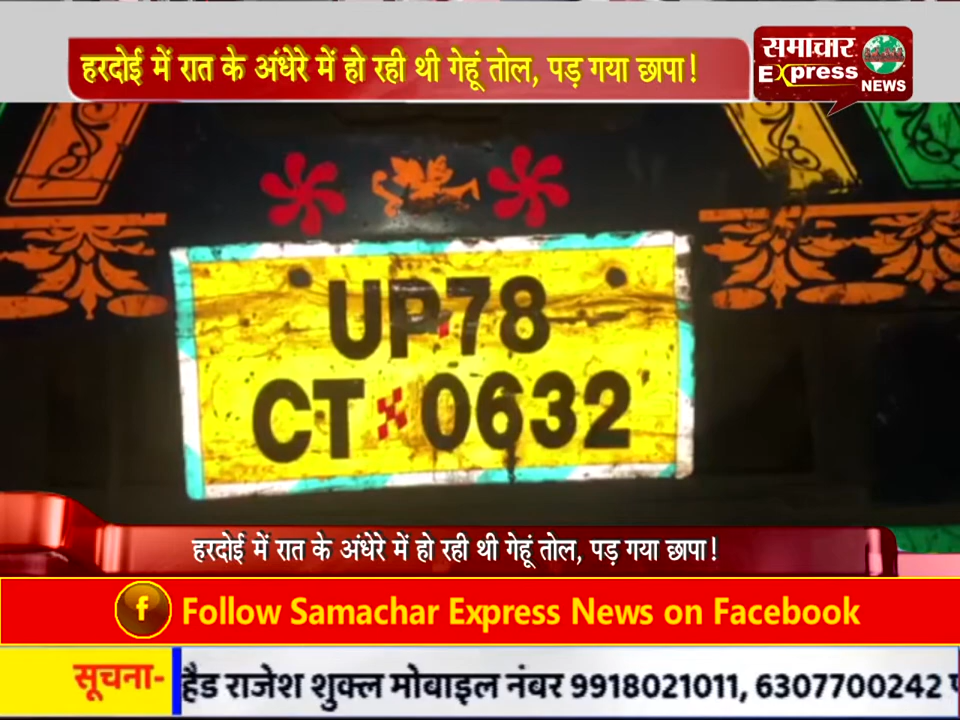 हरदोई में रात के अंधेरे में हो रही थी गेहूं तोल, पड़ गया छापा!
समाचार
Express
NEWS
UP78
CT 0632
हरदोई में रात के अंधेरे में हो रही थी गेहूं तोल, पड़ गया छापा!
f Follow Samachar Express News on Facebook
सूचना- हैड राजेश शुक्ल मोबाइल नंबर 9918021011, 6307700242